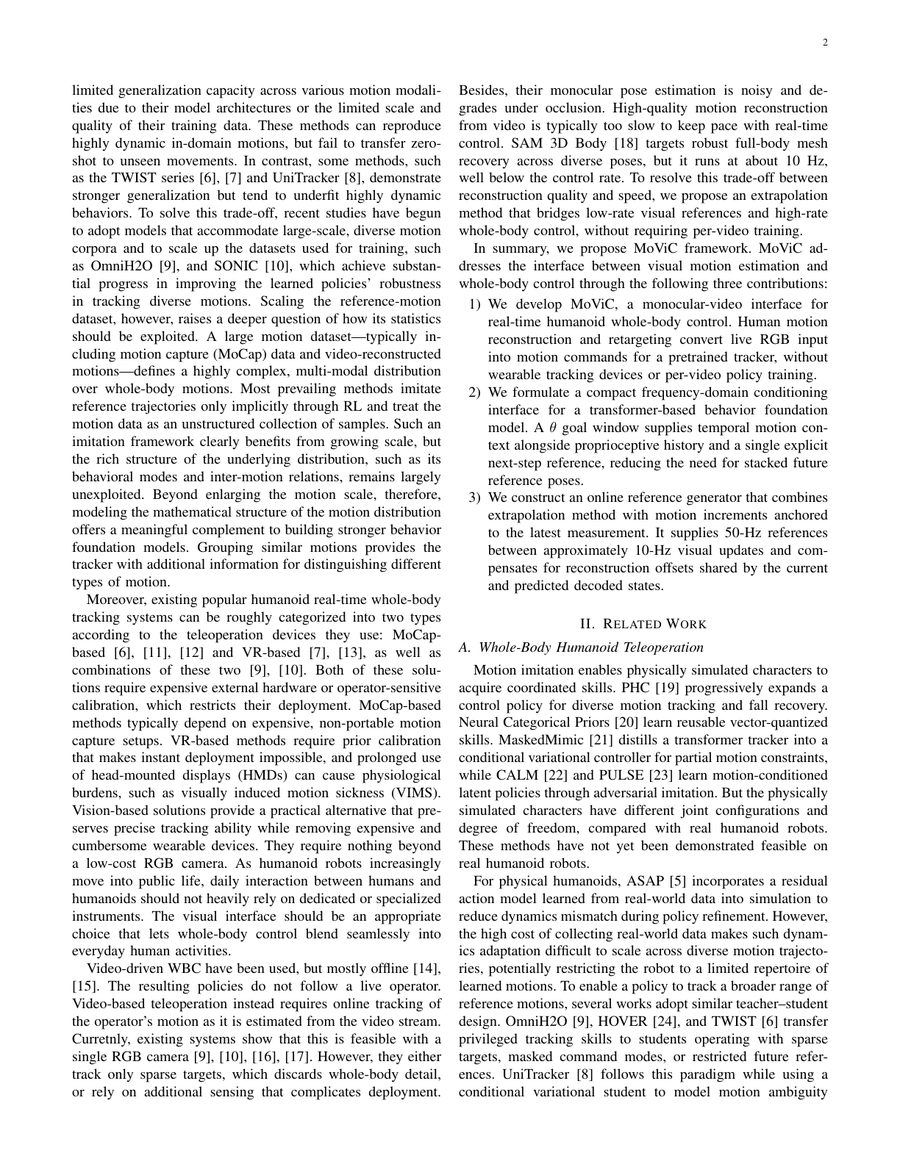 2
limited generalization capacity across various motion modali-
ties due to their model architectures or the limited scale and
quality of their training data. These methods can reproduce
highly dynamic in-domain motions, but fail to transfer zero-
shot to unseen movements. In contrast, some methods, such
as the TWIST series [6], [7] and UniTracker [8], demonstrate
stronger generalization but tend to underfit highly dynamic
behaviors. To solve this trade-off, recent studies have begun
to adopt models that accommodate large-scale, diverse motion
corpora and to scale up the datasets used for training, such
as OmniH2O [9], and SONIC [10], which achieve substan-
tial progress in improving the learned policies’ robustness
in tracking diverse motions. Scaling the reference-motion
dataset, however, raises a deeper question of how its statistics
should be exploited. A large motion dataset—typically in-
cluding motion capture (MoCap) data and video-reconstructed
motions—defines a highly complex, multi-modal distribution
over whole-body motions. Most prevailing methods imitate
reference trajectories only implicitly through RL and treat the
motion data as an unstructured collection of samples. Such an
imitation framework clearly benefits from growing scale, but
the rich structure of the underlying distribution, such as its
behavioral modes and inter-motion relations, remains largely
unexploited. Beyond enlarging the motion scale, therefore,
modeling the mathematical structure of the motion distribution
offers a meaningful complement to building stronger behavior
foundation models. Grouping similar motions provides the
tracker with additional information for distinguishing different
types of motion.
Moreover, existing popular humanoid real-time whole-body
tracking systems can be roughly categorized into two types
according to the teleoperation devices they use: MoCap-
based [6], [11], [12] and VR-based [7], [13], as well as
combinations of these two [9], [10]. Both of these solu-
tions require expensive external hardware or operator-sensitive
calibration, which restricts their deployment. MoCap-based
methods typically depend on expensive, non-portable motion
capture setups. VR-based methods require prior calibration
that makes instant deployment impossible, and prolonged use
of head-mounted displays (HMDs) can cause physiological
burdens, such as visually induced motion sickness (VIMS).
Vision-based solutions provide a practical alternative that pre-
serves precise tracking ability while removing expensive and
cumbersome wearable devices. They require nothing beyond
a low-cost RGB camera. As humanoid robots increasingly
move into public life, daily interaction between humans and
humanoids should not heavily rely on dedicated or specialized
instruments. The visual interface should be an appropriate
choice that lets whole-body control blend seamlessly into
everyday human activities.
Video-driven WBC have been used, but mostly offline [14],
[15]. The resulting policies do not follow a live operator.
Video-based teleoperation instead requires online tracking of
the operator’s motion as it is estimated from the video stream.
Curretnly, existing systems show that this is feasible with a
single RGB camera [9], [10], [16], [17]. However, they either
track only sparse targets, which discards whole-body detail,
or rely on additional sensing that complicates deployment.
Besides, their monocular pose estimation is noisy and de-
grades under occlusion. High-quality motion reconstruction
from video is typically too slow to keep pace with real-time
control. SAM 3D Body [18] targets robust full-body mesh
recovery across diverse poses, but it runs at about 10 Hz,
well below the control rate. To resolve this trade-off between
reconstruction quality and speed, we propose an extrapolation
method that bridges low-rate visual references and high-rate
whole-body control, without requiring per-video training.
In summary, we propose MoViC framework. MoViC ad-
dresses the interface between visual motion estimation and
whole-body control through the following three contributions:
1) We develop MoViC, a monocular-video interface for
real-time humanoid whole-body control. Human motion
reconstruction and retargeting convert live RGB input
into motion commands for a pretrained tracker, without
wearable tracking devices or per-video policy training.
2) We formulate a compact frequency-domain conditioning
interface for a transformer-based behavior foundation
model. A θ goal window supplies temporal motion con-
text alongside proprioceptive history and a single explicit
next-step reference, reducing the need for stacked future
reference poses.
3) We construct an online reference generator that combines
extrapolation method with motion increments anchored
to the latest measurement. It supplies 50-Hz references
between approximately 10-Hz visual updates and com-
pensates for reconstruction offsets shared by the current
and predicted decoded states.
II. RELATED WORK
A. Whole-Body Humanoid Teleoperation
Motion imitation enables physically simulated characters to
acquire coordinated skills. PHC [19] progressively expands a
control policy for diverse motion tracking and fall recovery.
Neural Categorical Priors [20] learn reusable vector-quantized
skills. MaskedMimic [21] distills a transformer tracker into a
conditional variational controller for partial motion constraints,
while CALM [22] and PULSE [23] learn motion-conditioned
latent policies through adversarial imitation. But the physically
simulated characters have different joint configurations and
degree of freedom, compared with real humanoid robots.
These methods have not yet been demonstrated feasible on
real humanoid robots.
For physical humanoids, ASAP [5] incorporates a residual
action model learned from real-world data into simulation to
reduce dynamics mismatch during policy refinement. However,
the high cost of collecting real-world data makes such dynam-
ics adaptation difficult to scale across diverse motion trajecto-
ries, potentially restricting the robot to a limited repertoire of
learned motions. To enable a policy to track a broader range of
reference motions, several works adopt similar teacher–student
design. OmniH2O [9], HOVER [24], and TWIST [6] transfer
privileged tracking skills to students operating with sparse
targets, masked command modes, or restricted future refer-
ences. UniTracker [8] follows this paradigm while using a
conditional variational student to model motion ambiguity